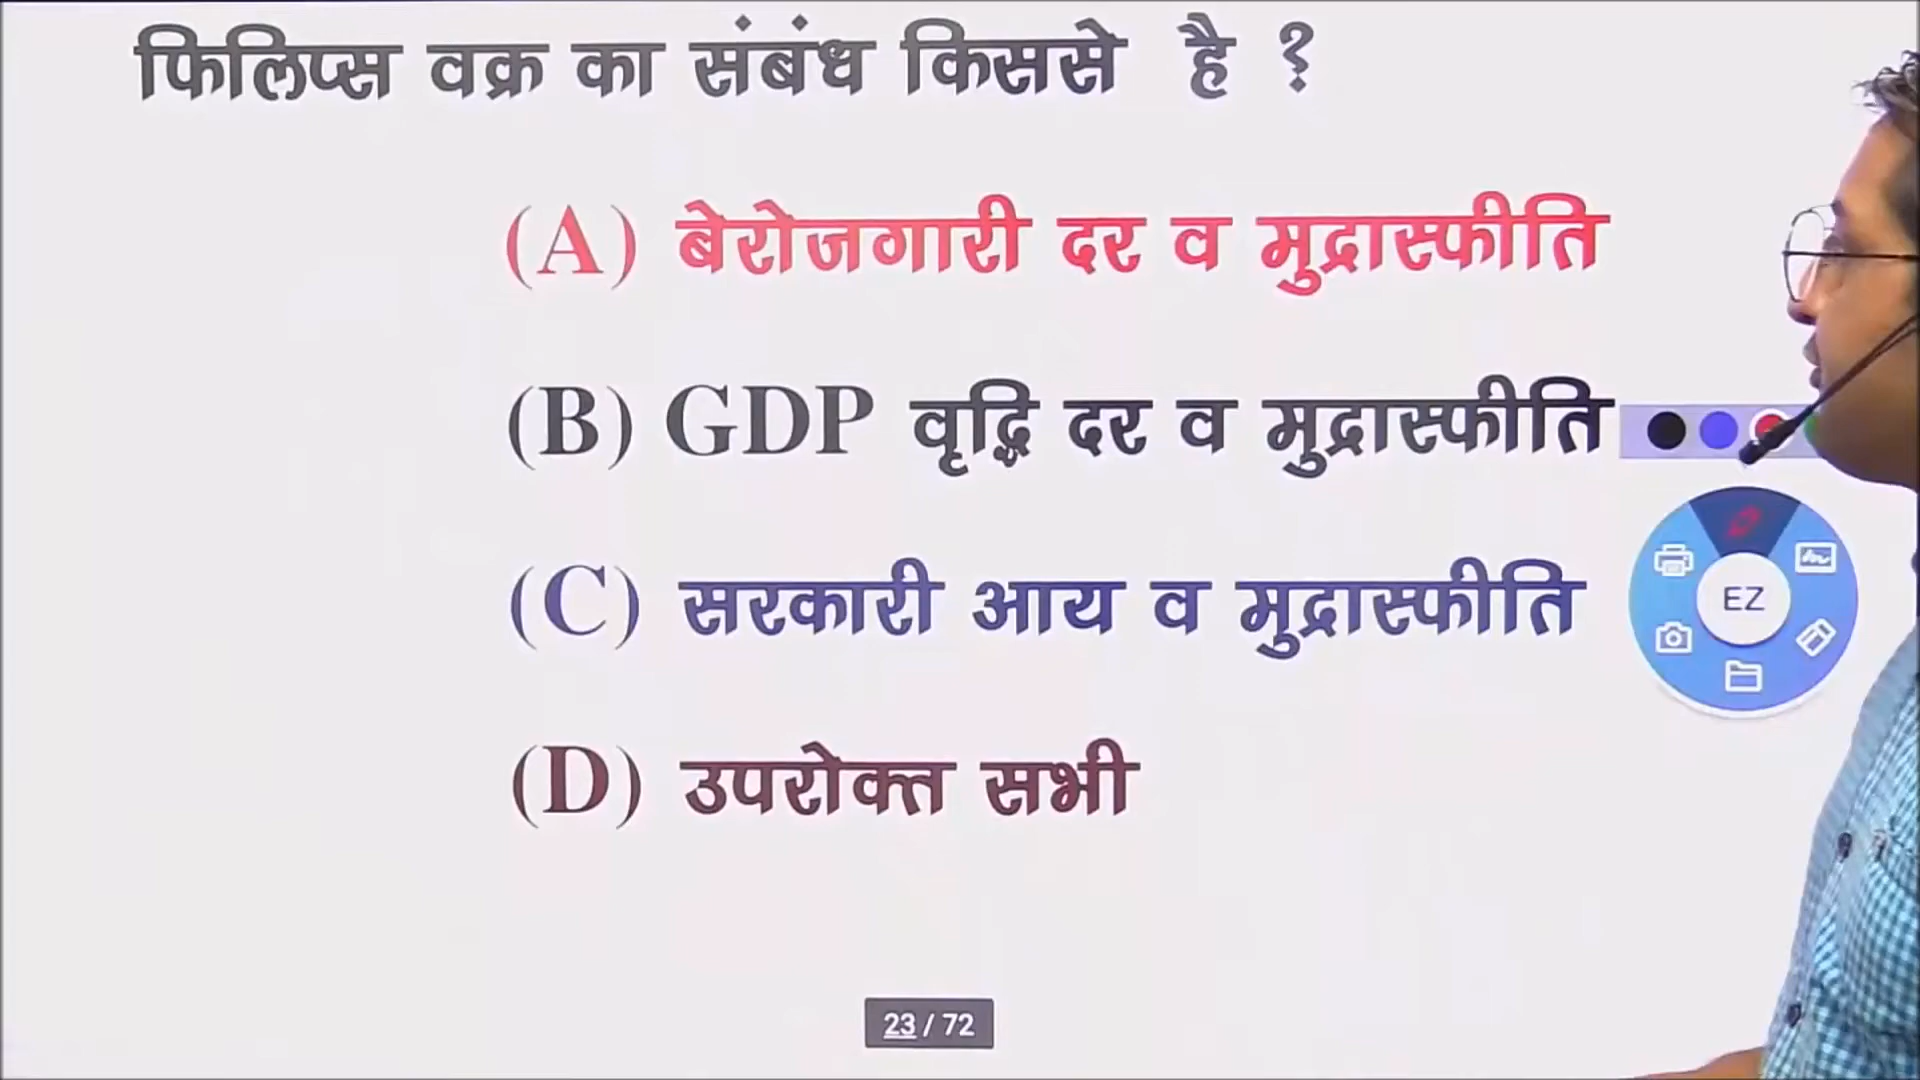 फिलिप्स वक्र का संबंध किससे है ?
(A) बेरोजगारी दर व मुद्रास्फीति
(B) GDP वृद्धि दर व मुद्रास्फीति
(C) सरकारी आय व मुद्रास्फीति
(D) उपरोक्त सभी
EZ
23 / 72